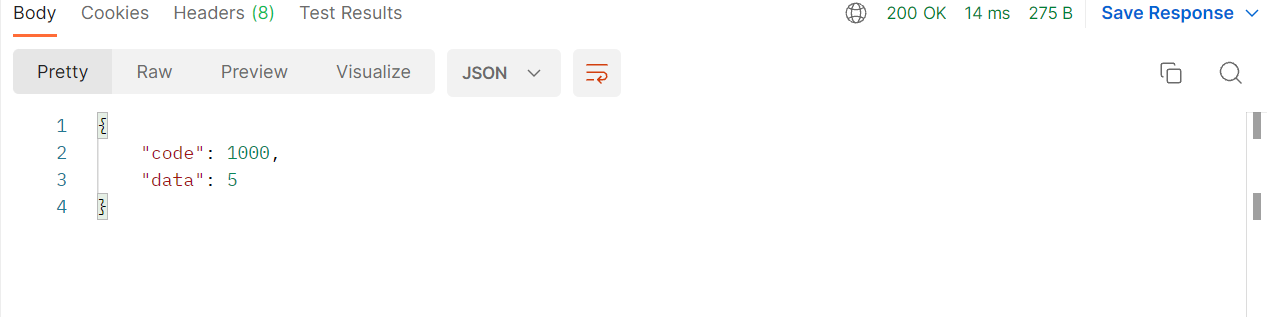 Body Cookies Headers (8) Test Results 200 OK 14 ms 275 B Save Response
Pretty Raw Preview Visualize JSON
1 {
2 "code": 1000,
3 "data": 5
4 }